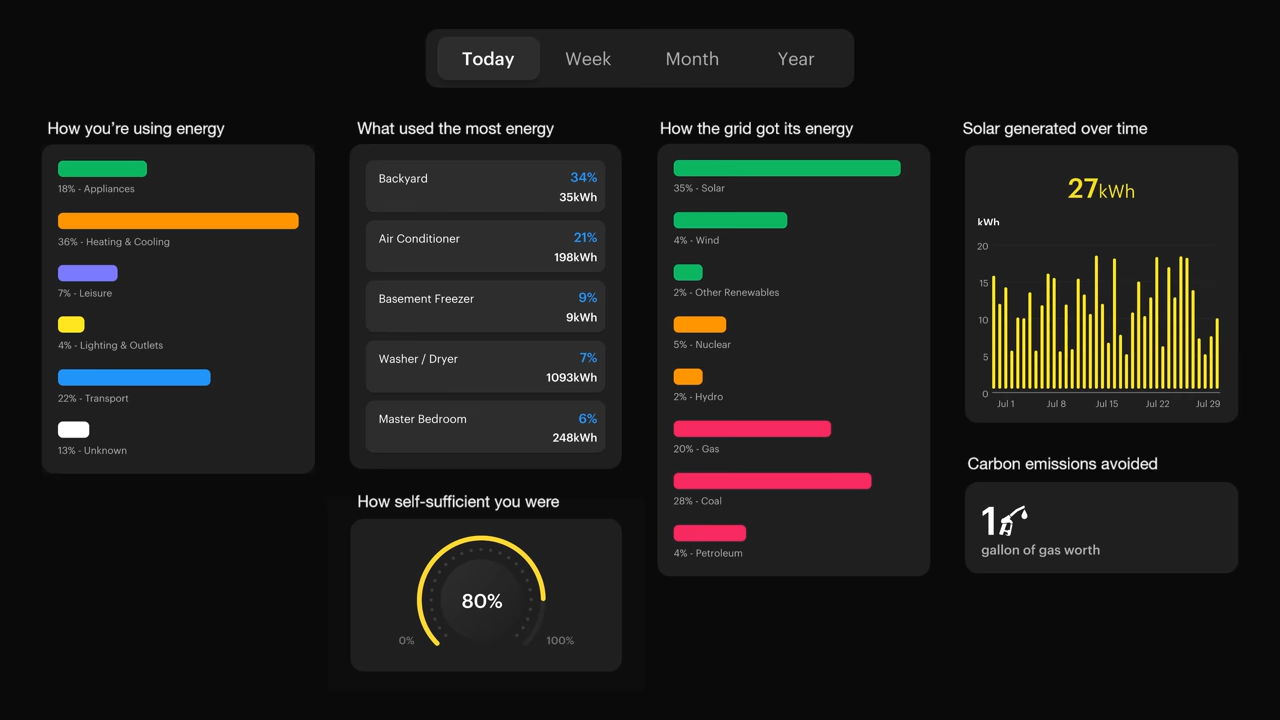 Today
Week
Month
Year
How you're using energy
18% - Appliances
36% - Heating & Cooling
7% - Leisure
4% - Lighting & Outlets
22% - Transport
13% - Unknown
What used the most energy
Backyard
34%
35kWh
Air Conditioner
21%
198kWh
Basement Freezer
9%
9kWh
Washer / Dryer
7%
1093kWh
Master Bedroom
6%
248kWh
How self-sufficient you were
80%
0%
100%
How the grid got its energy
35% - Solar
4% - Wind
2% - Other Renewables
5% - Nuclear
2% - Hydro
20% - Gas
28% - Coal
4% - Petroleum
Solar generated over time
27kWh
kWh
20
15
10
5
0
Jul 1
Jul 8
Jul 15
Jul 22
Jul 29
Carbon emissions avoided
1
gallon of gas worth